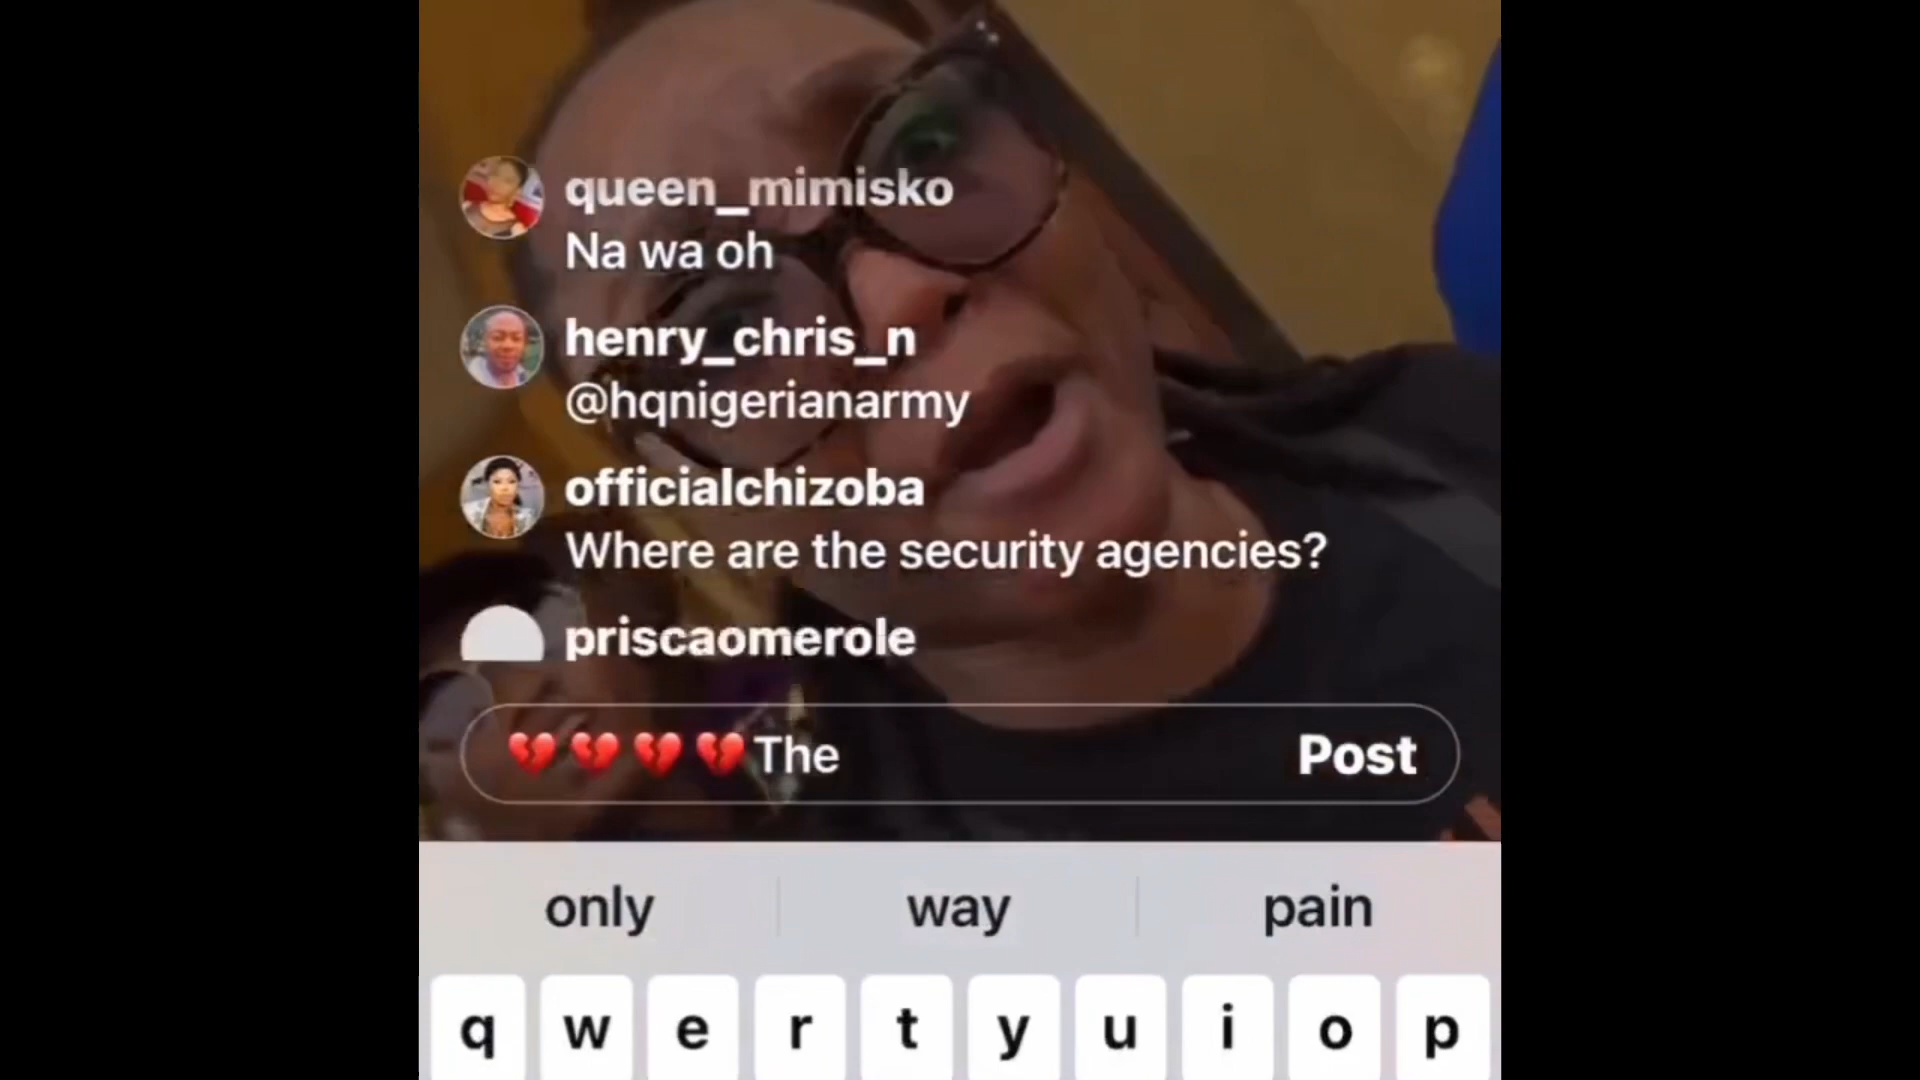 queen_mimisko
Na wa oh
henry_chris_n
@hqnigerianarmy
officialchizoba
Where are the security agencies?
priscaomerole
💔💔💔💔The Post
only way pain
q w e r t y u i o p